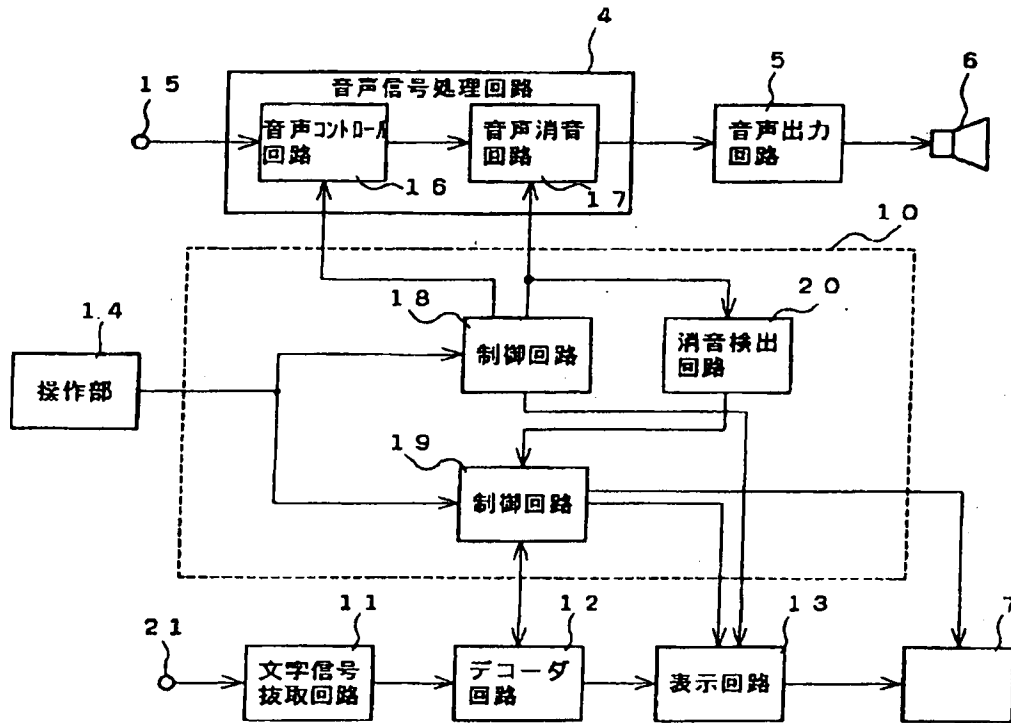 4
音声信号処理回路
15
音声コントロール
回路
16
音声消音
回路
17
5
音声出力
回路
6
10
14
操作部
18
制御回路
20
消音検出
回路
19
制御回路
21
11
文字信号
抜取回路
12
デコーダ
回路
13
表示回路
7